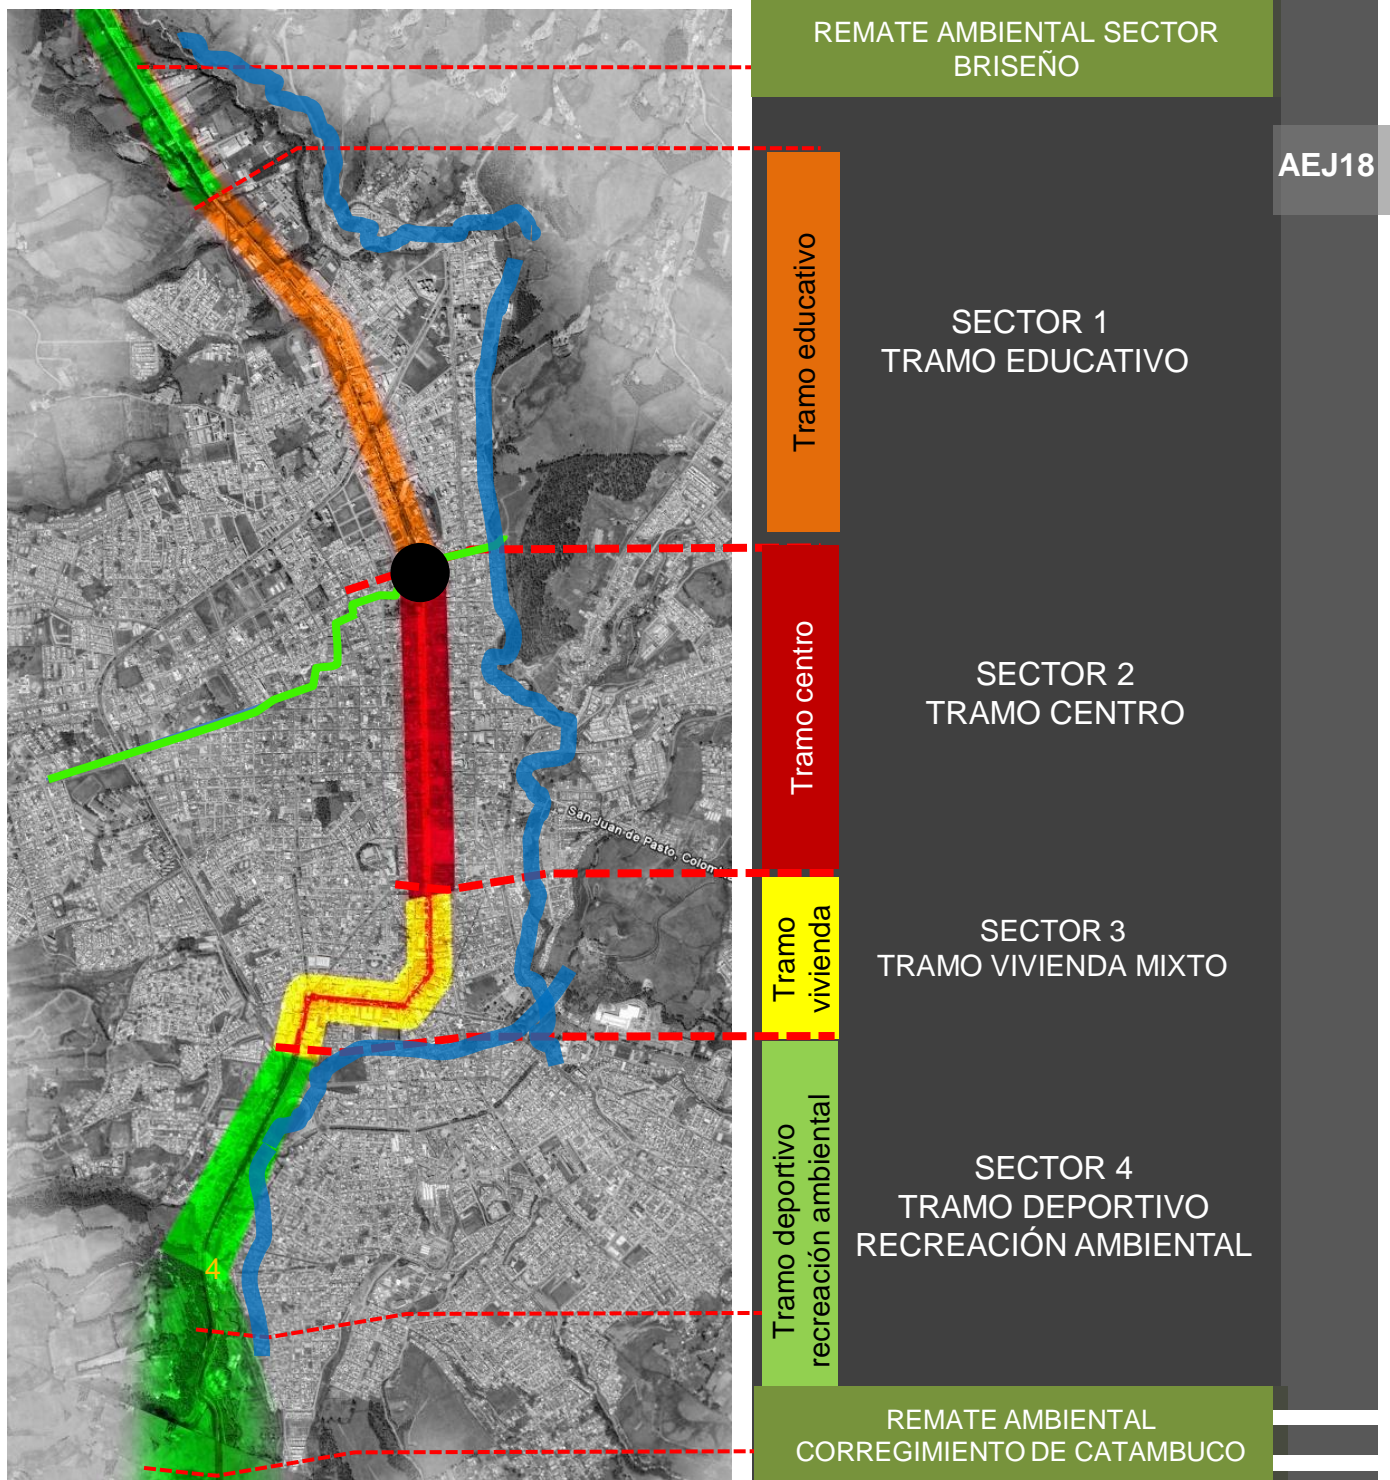 REMATE AMBIENTAL SECTOR
BRISEÑO
AEJ18
Tramo educativo
SECTOR 1
TRAMO EDUCATIVO
Tramo centro
SECTOR 2
TRAMO CENTRO
San Juan de Pasto, Colombi
Tramo
vivienda
SECTOR 3
TRAMO VIVIENDA MIXTO
Tramo deportivo
recreación ambiental
SECTOR 4
TRAMO DEPORTIVO
RECREACIÓN AMBIENTAL
4
REMATE AMBIENTAL
CORREGIMIENTO DE CATAMBUCO